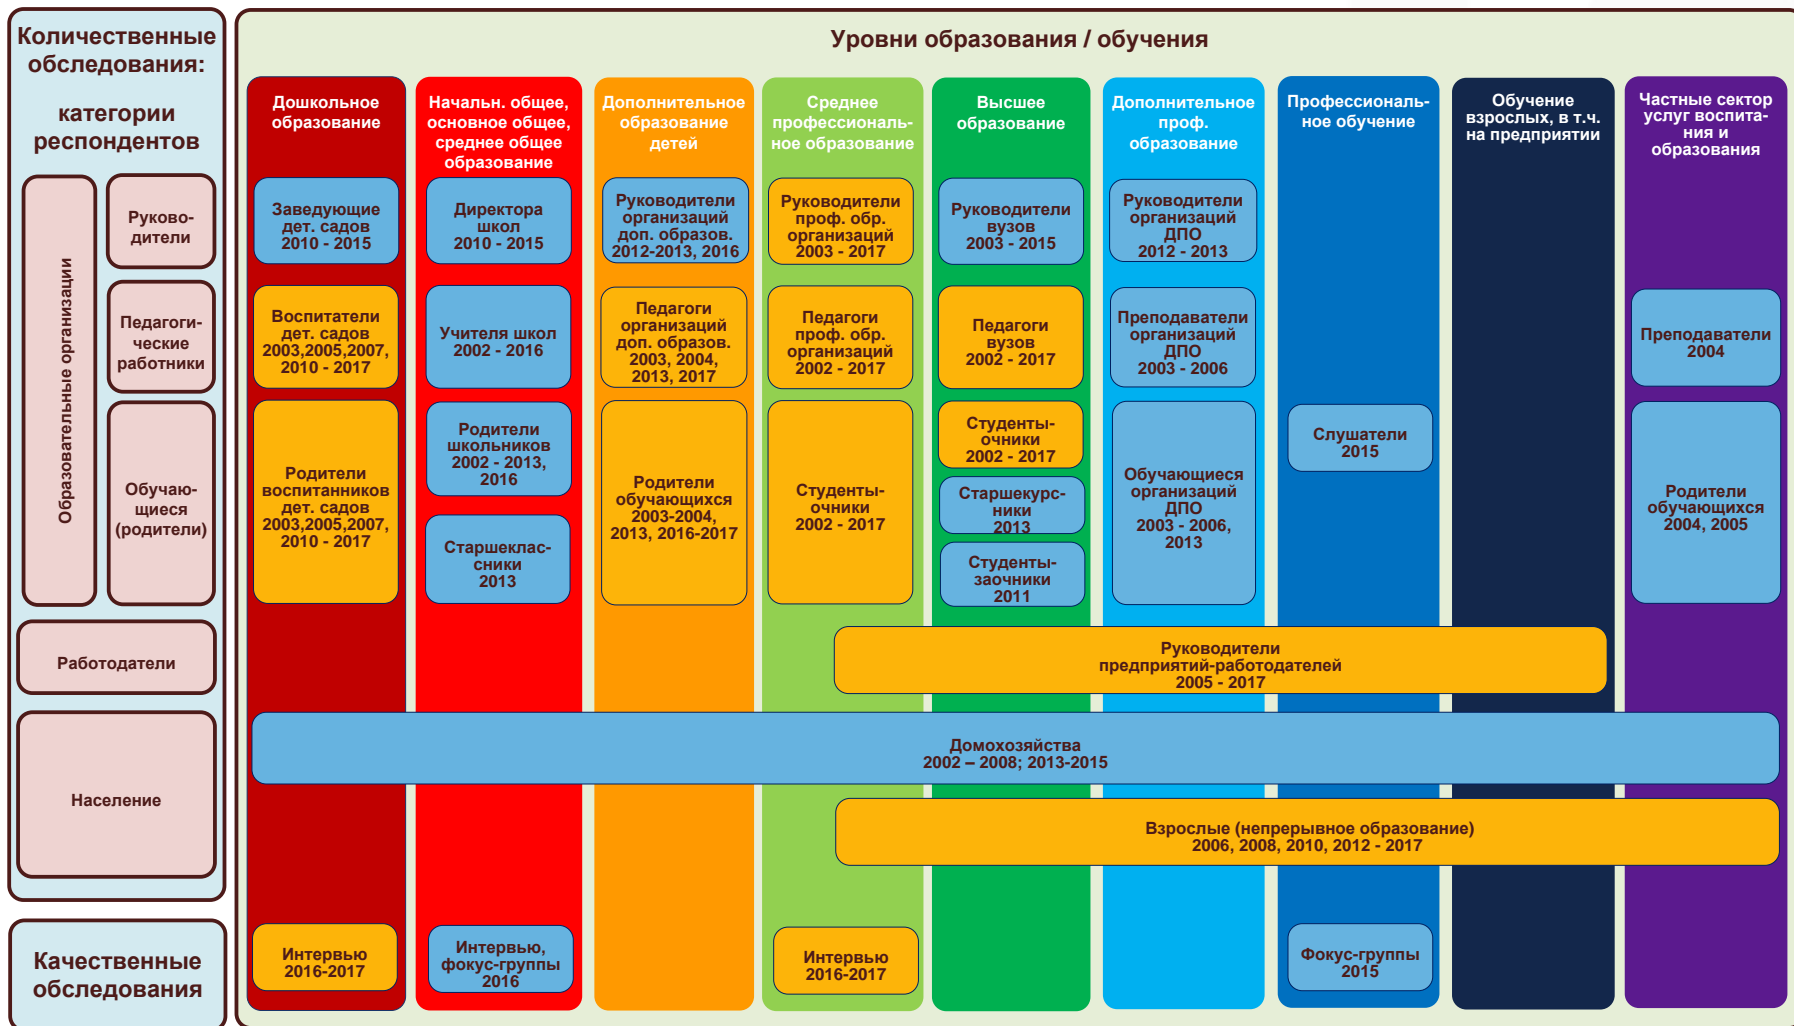 Количественные
обследования:
категории
респондентов
Образовательные организации
Руково-
дители
Педагоги-
ческие
работники
Обучаю-
щиеся
(родители)
Работодатели
Население
Качественные
обследования
Уровни образования / обучения
Дошкольное
образование
Начальн. общее,
основное общее,
среднее общее
образование
Дополнительное
образование
детей
Среднее
профессиональ-
ное образование
Высшее
образование
Дополнительное
проф.
образование
Профессиональ-
ное обучение
Обучение
взрослых, в т.ч.
на предприятии
Частные сектор
услуг воспита-
ния и
образования
Заведующие
дет. садов
2010 - 2015
Директора
школ
2010 - 2015
Руководители
организаций
доп. образов.
2012-2013, 2016
Руководители
проф. обр.
организаций
2003 - 2017
Руководители
вузов
2003 - 2015
Руководители
организаций
ДПО
2012 - 2013
Воспитатели
дет. садов
2003,2005,2007,
2010 - 2017
Учителя школ
2002 - 2016
Педагоги
организаций
доп. образов.
2003, 2004,
2013, 2017
Педагоги
проф. обр.
организаций
2002 - 2017
Педагоги
вузов
2002 - 2017
Преподаватели
организаций
ДПО
2003 - 2006
Преподаватели
2004
Родители
воспитанников
дет. садов
2003,2005,2007,
2010 - 2017
Родители
школьников
2002 - 2013,
2016
Старшеклас-
сники
2013
Родители
обучающихся
2003-2004,
2013, 2016-2017
Студенты-
очники
2002 - 2017
Студенты-
очники
2002 - 2017
Старшекурс-
ники
2013
Студенты-
заочники
2011
Обучающиеся
организаций
ДПО
2003 - 2006,
2013
Слушатели
2015
Родители
обучающихся
2004, 2005
Руководители
предприятий-работодателей
2005 - 2017
Домохозяйства
2002 – 2008; 2013-2015
Взрослые (непрерывное образование)
2006, 2008, 2010, 2012 - 2017
Интервью
2016-2017
Интервью,
фокус-группы
2016
Интервью
2016-2017
Фокус-группы
2015